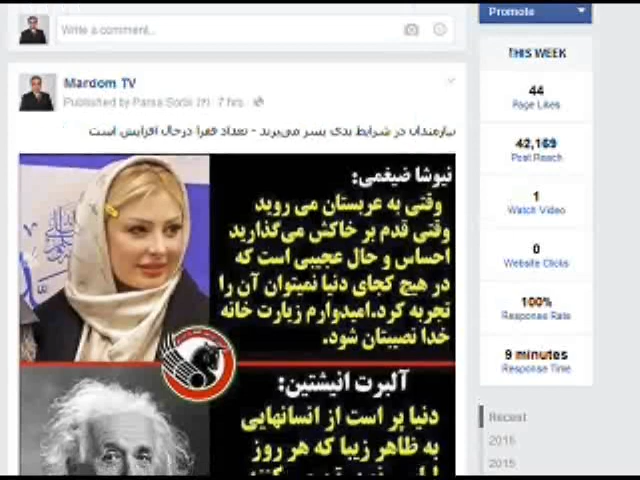 Write a comment...
Mardom TV
Published by Parsa Sorbi [?] · 7 hrs ·
نیازمندان در شرایط بدی بسر می‌برند - تعداد فقرا درحال افزایش است
نیوشا ضیغمی:
وقتی به عربستان می روید
وقتی قدم بر خاکش می‌گذارید
احساس و حال عجیبی است که
در هیچ کجای دنیا نمیتوان آن را
تجربه کرد.امیدوارم زیارت خانه
خدا نصیبتان شود.
آلبرت انیشتین:
دنیا پر است از انسانهایی
به ظاهر زیبا که هر روز
Promote
THIS WEEK
44
Page Likes
42,169
Post Reach
1
Watch Video
0
Website Clicks
100%
Response Rate
9 minutes
Response Time
Recent
2016
2015